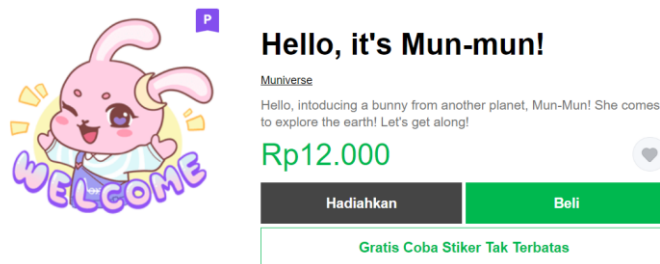 P
Hello, it's Mun-mun!
Muniverse
Hello, intoducing a bunny from another planet, Mun-Mun! She comes
to explore the earth! Let's get along!
Rp12.000
WELCOME
Hadiahkan
Beli
Gratis Coba Stiker Tak Terbatas